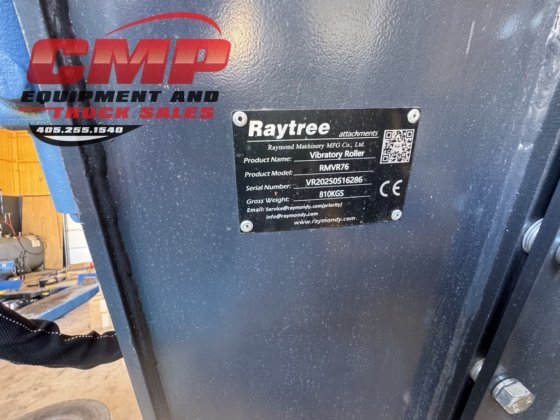 CMP
EQUIPMENT AND
TRUCK SALES
405.255.1540
Raytree attachments
Raymond Machinery MFG Co., Ltd.
Product Name: Vibratory Roller
Product Model: RMVR76
Serial Number: VR20250516286
Gross Weight: 810KGS
Email: Service@raymondy.com(priority)
info@raymondy.com
www.raymondy.com
CE